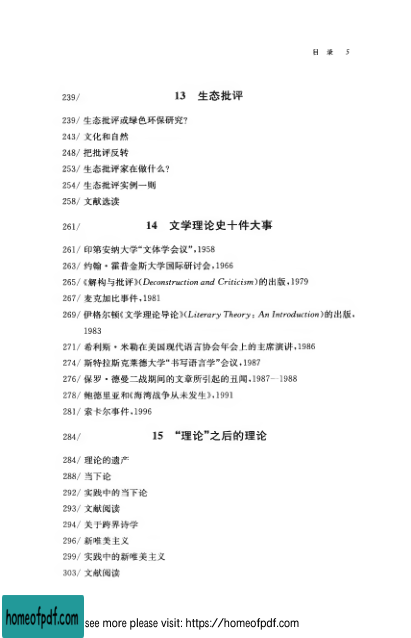 目 录 5
239/ 13 生态批评
239/ 生态批评或绿色环保研究?
243/ 文化和自然
248/ 把批评反转
253/ 生态批评家在做什么?
254/ 生态批评实例一则
258/ 文献选读
261/ 14 文学理论史十件大事
261/ 印第安纳大学“文体学会议”,1958
263/ 约翰·霍普金斯大学国际研讨会,1966
265/ 《解构与批评》(Deconstruction and Criticism)的出版,1979
267/ 麦克加比事件,1981
269/ 伊格尔顿《文学理论导论》(Literary Theory: An Introduction)的出版,
1983
271/ 希利斯·米勒在美国现代语言协会年会上的主席演讲,1986
274/ 斯特拉斯克莱德大学“书写语言学”会议,1987
276/ 保罗·德曼二战期间的文章所引起的丑闻,1987—1988
278/ 鲍德里亚和《海湾战争从未发生》,1991
281/ 索卡尔事件,1996
284/ 15 “理论”之后的理论
284/ 理论的遗产
288/ 当下论
292/ 实践中的当下论
293/ 文献阅读
294/ 关于跨界诗学
296/ 新唯美主义
299/ 实践中的新唯美主义
303/ 文献阅读
homeofpdf.com see more please visit: https://homeofpdf.com